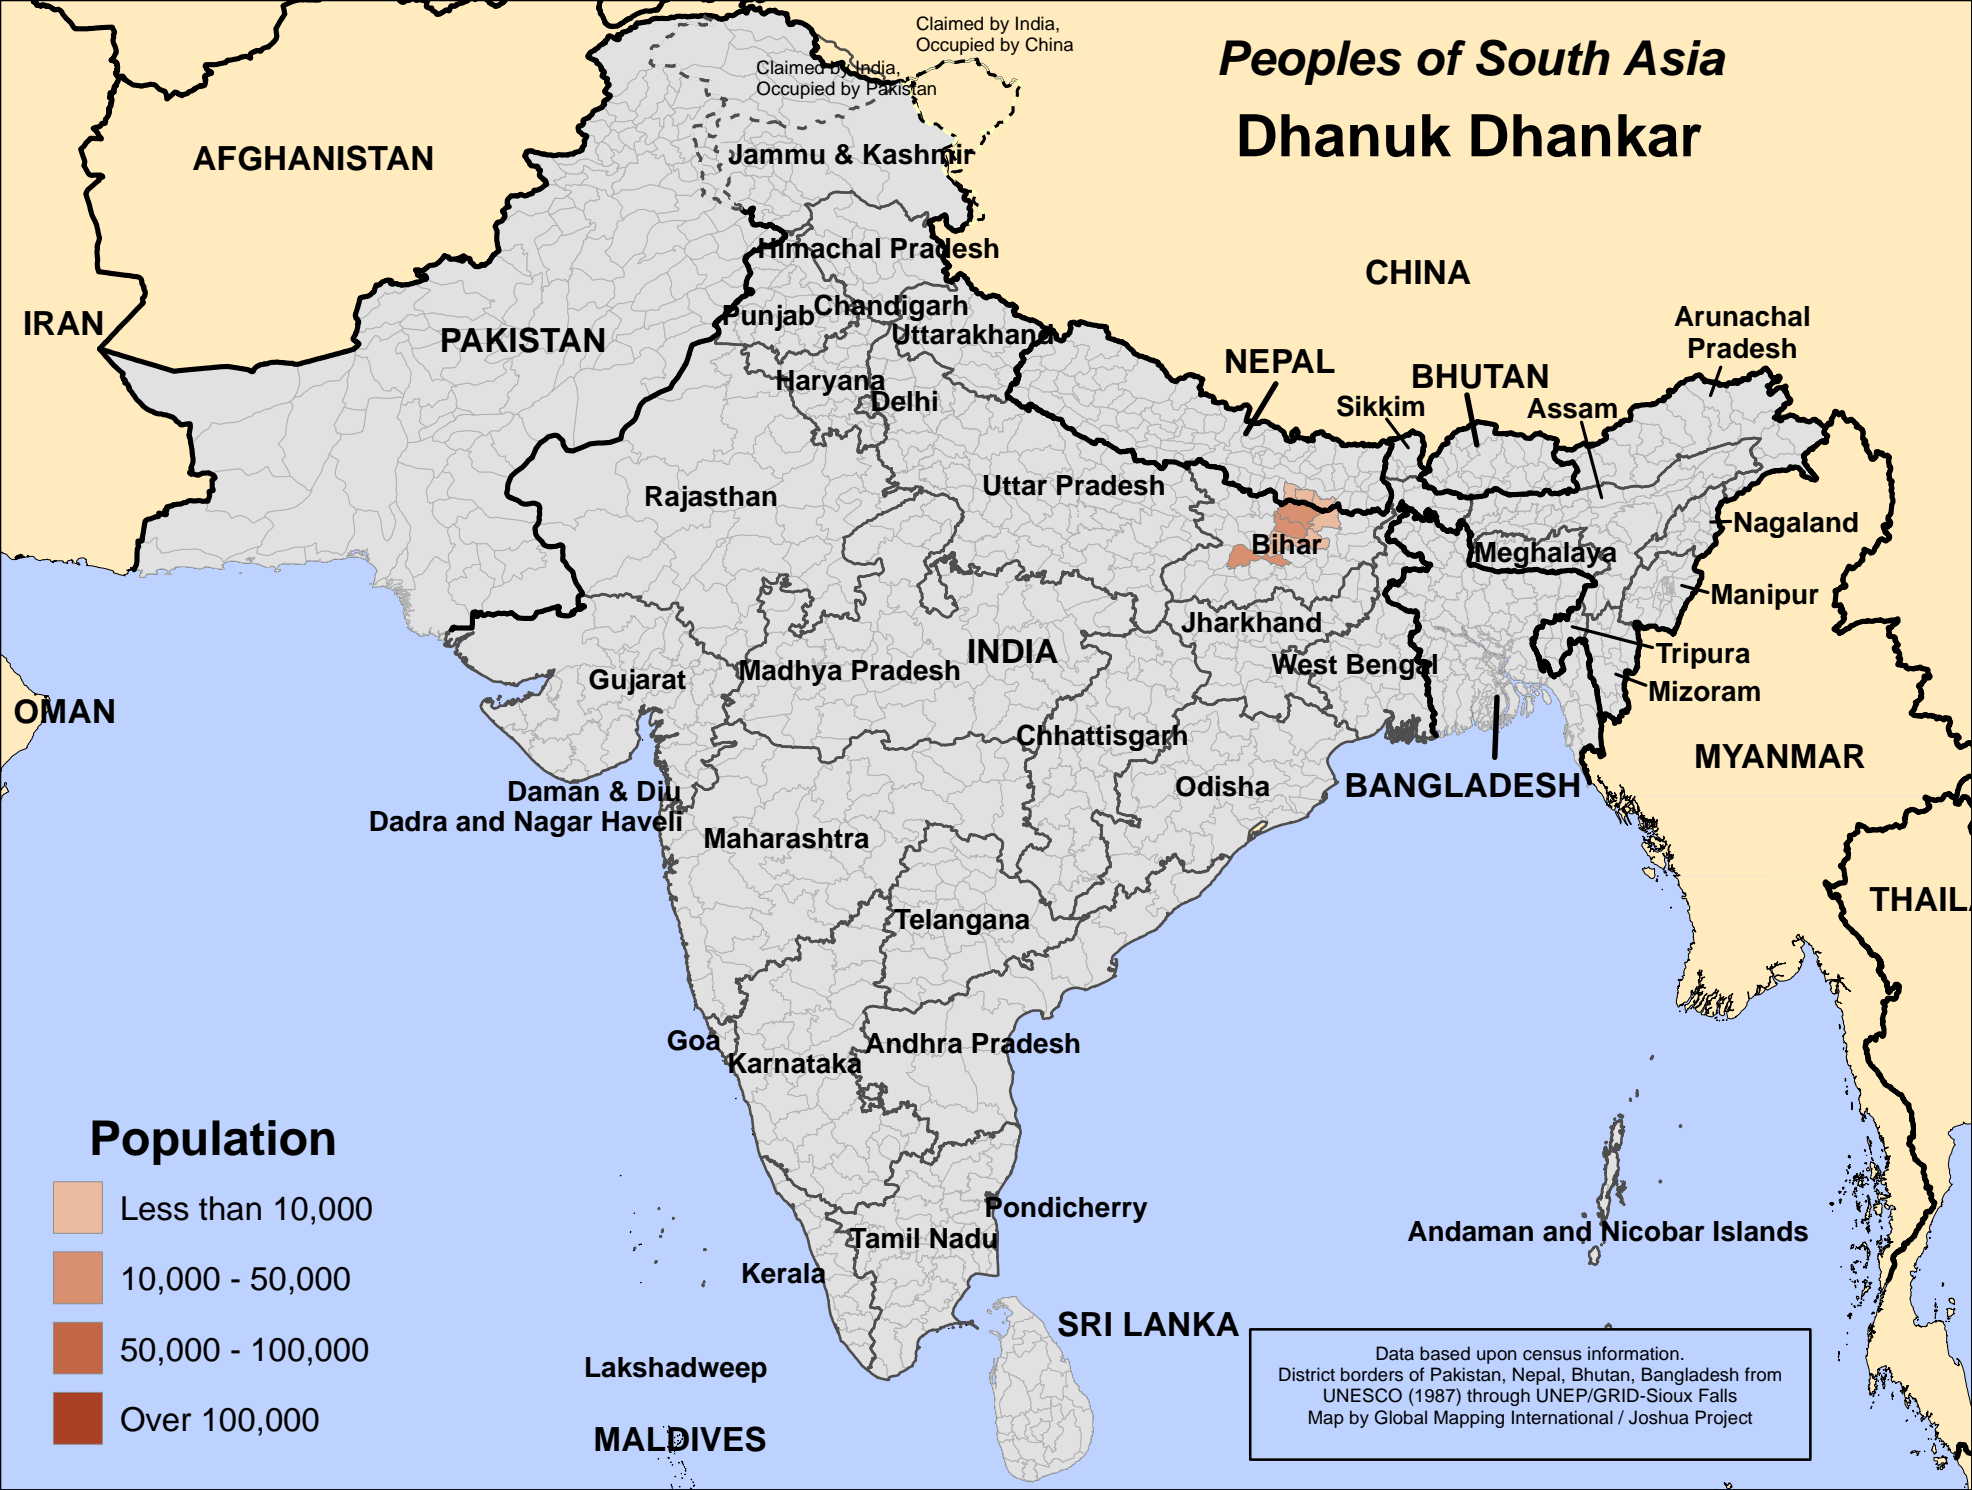 Peoples of South Asia
Dhanuk Dhankar
Claimed by India,
Occupied by China
Claimed by India,
Occupied by Pakistan
AFGHANISTAN
Jammu & Kashmir
Himachal Pradesh
CHINA
IRAN
PAKISTAN
Punjab
Chandigarh
Uttarakhand
Arunachal
Pradesh
NEPAL
BHUTAN
Haryana
Delhi
Sikkim
Assam
Rajasthan
Uttar Pradesh
Nagaland
Bihar
Meghalaya
Manipur
Jharkhand
INDIA
Tripura
Gujarat
Madhya Pradesh
West Bengal
Mizoram
OMAN
Chhattisgarh
MYANMAR
Odisha
BANGLADESH
Daman & Diu
Dadra and Nagar Haveli
Maharashtra
THAIL
Telangana
Goa
Karnataka
Andhra Pradesh
Pondicherry
Tamil Nadu
Andaman and Nicobar Islands
Kerala
SRI LANKA
Lakshadweep
MALDIVES
Population
Less than 10,000
10,000 - 50,000
50,000 - 100,000
Over 100,000
Data based upon census information.
District borders of Pakistan, Nepal, Bhutan, Bangladesh from
UNESCO (1987) through UNEP/GRID-Sioux Falls
Map by Global Mapping International / Joshua Project